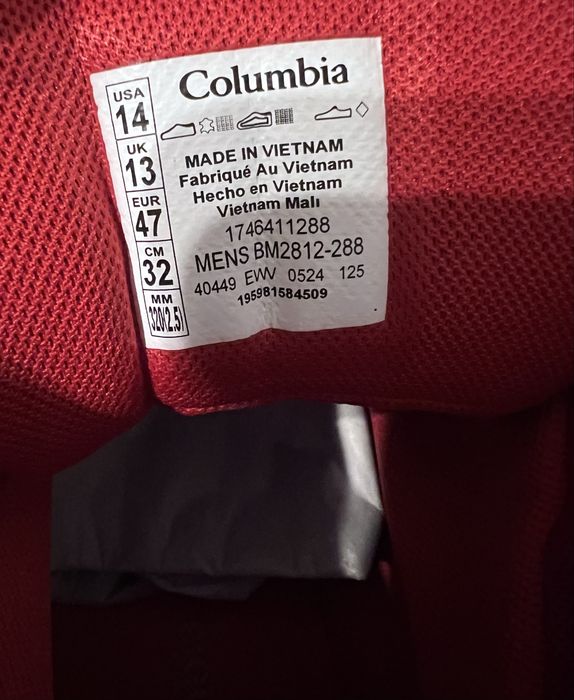 USA
14
UK
13
EUR
47
CM
32
MM
320(2.5)
Columbia
MADE IN VIETNAM
Fabriqué Au Vietnam
Hecho en Vietnam
Vietnam Malı
1746411288
MENS BM2812-288
40449 EVW 0524 125
195981584509